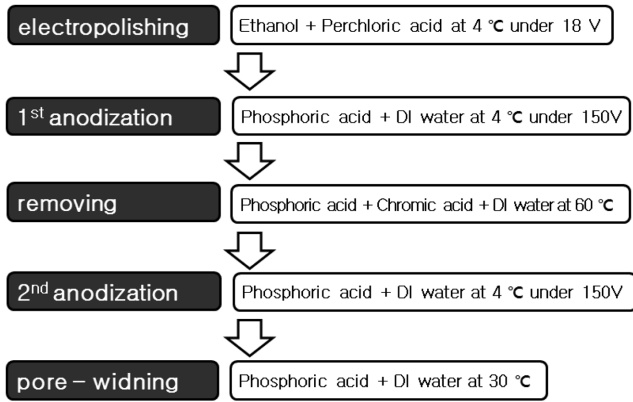 electropolishing
Ethanol + Perchloric acid at 4 ℃ under 18 V
1st anodization
Phosphoric acid + DI water at 4 ℃ under 150V
removing
Phosphoric acid + Chromic acid + DI water at 60 ℃
2nd anodization
Phosphoric acid + DI water at 4 ℃ under 150V
pore – widning
Phosphoric acid + DI water at 30 ℃